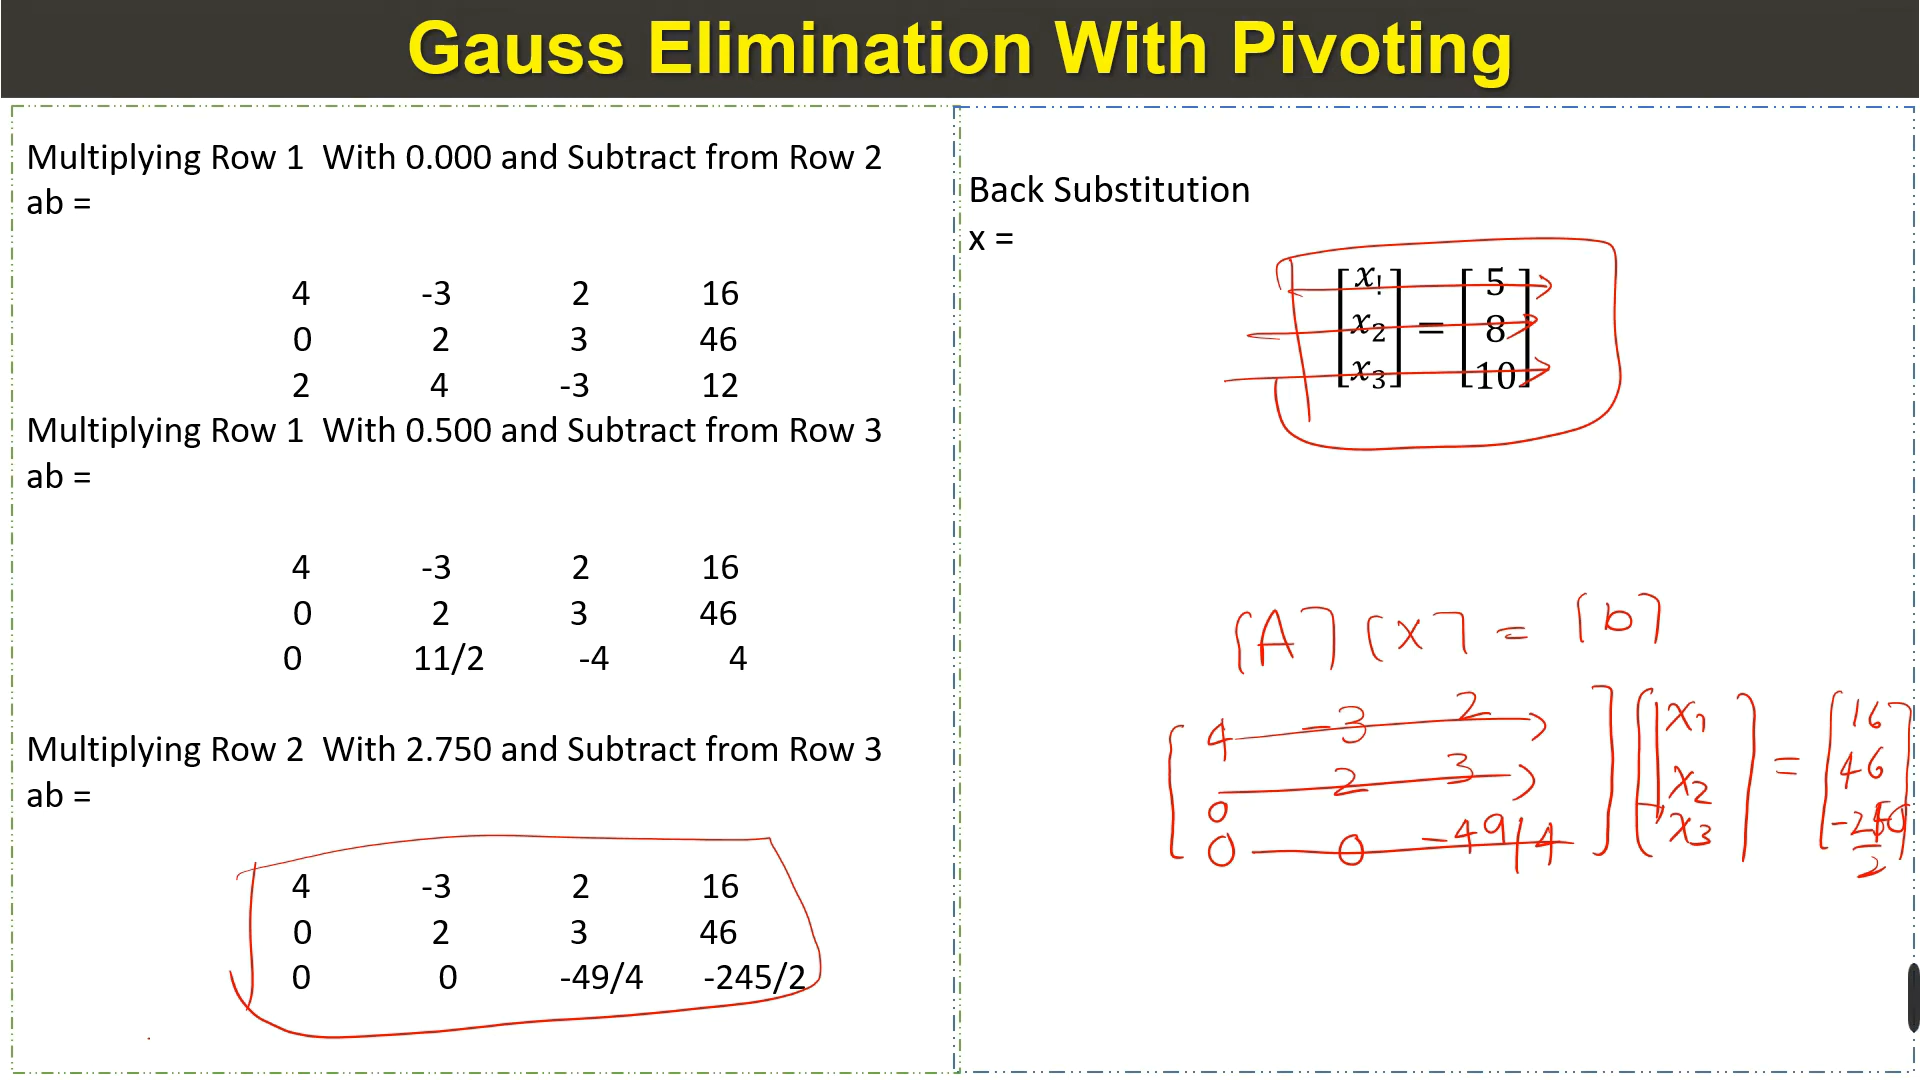 Gauss Elimination With Pivoting
Multiplying Row 1 With 0.000 and Subtract from Row 2
ab =
4 -3 2 16
0 2 3 46
2 4 -3 12
Multiplying Row 1 With 0.500 and Subtract from Row 3
ab =
4 -3 2 16
0 2 3 46
0 11/2 -4 4
Multiplying Row 2 With 2.750 and Subtract from Row 3
ab =
4 -3 2 16
0 2 3 46
0 0 -49/4 -245/2
Back Substitution
x =
[x! x2 x3] = [5 8 10]
[A] [x] = [b]
4 -3 2 x1 16
0 2 3 x2 = 46
0 0 -49/4 x3